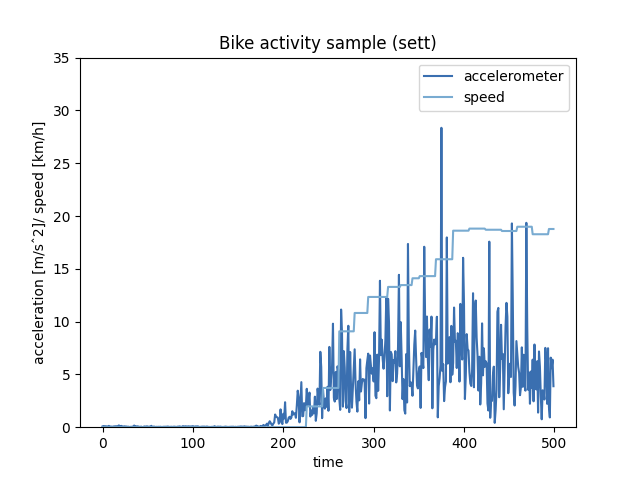 Bike activity sample (sett)
accelerometer
speed
acceleration [m/s^2]/ speed [km/h]
35
30
25
20
15
10
5
0
0 100 200 300 400 500
time